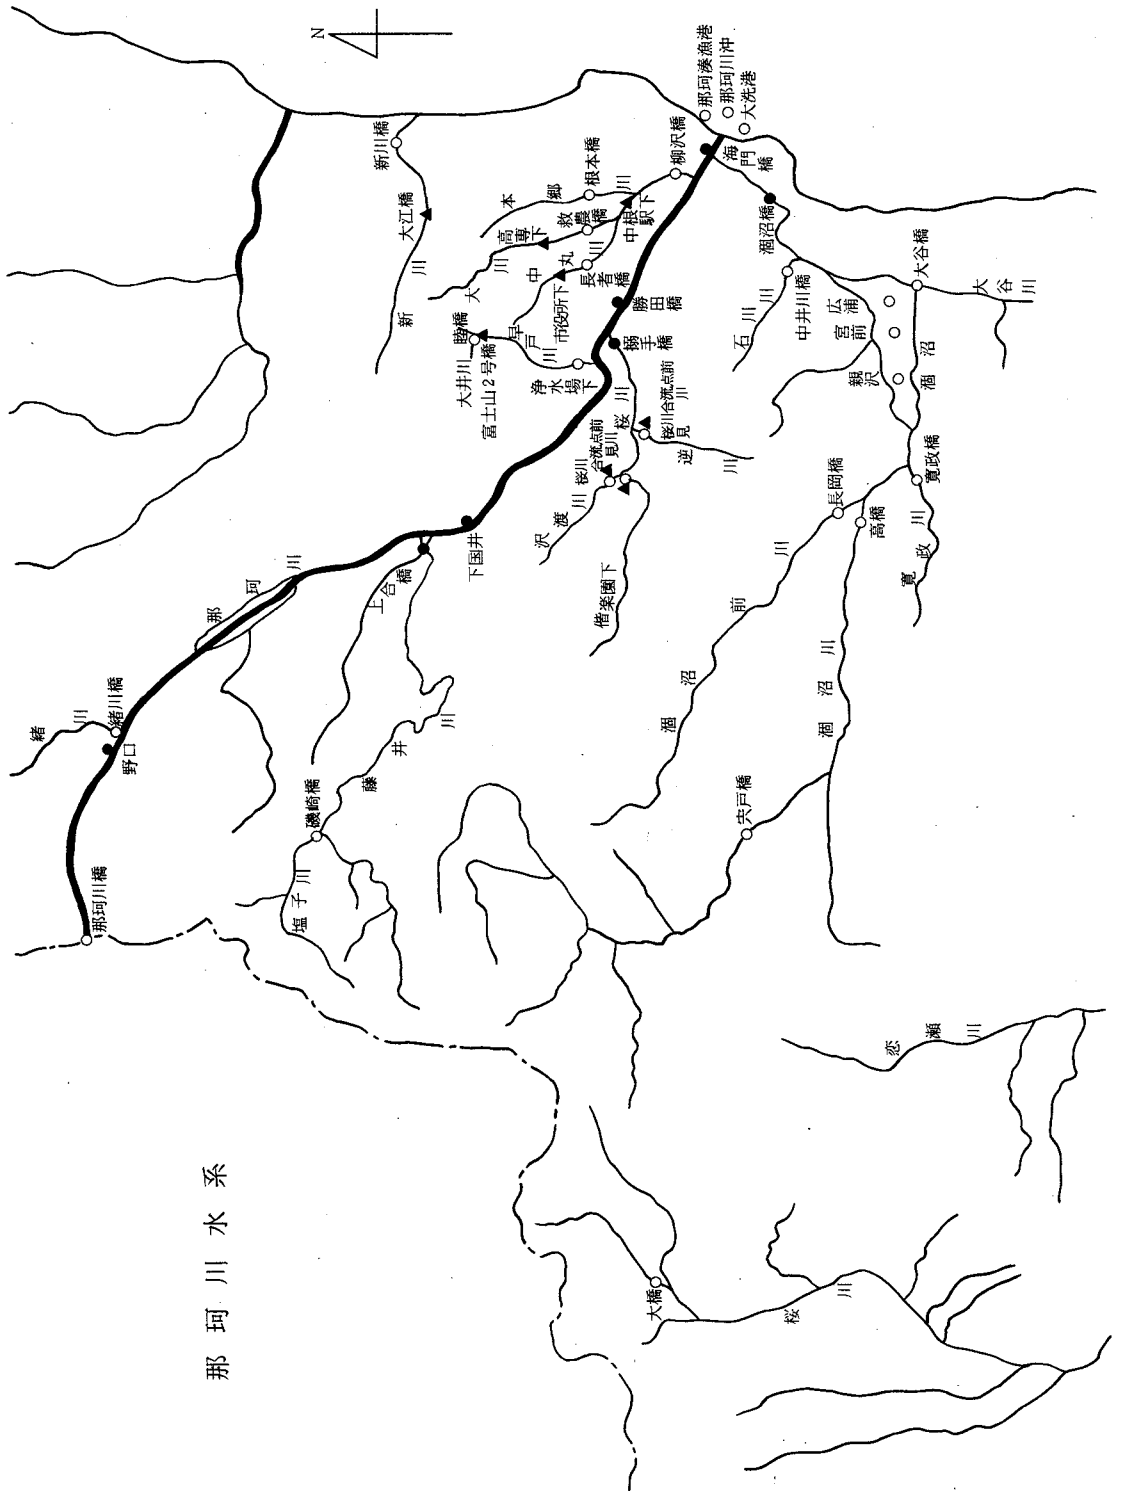 那珂川水系
N
那珂川橋
野口
緒川橋
緒川
那珂川
下国井
上合橋
藤井川
磯崎橋
塩子川
新川橋
大江橋
新川
本郷川
根本橋
柳沢橋
那珂湊漁港
那珂川沖
大洗港
海門橋
高専下
救農橋
中根駅下
大川
中丸川
長者橋
市役所下
早戸川
大井川
富士山2号橋
浄水場下
勝田橋
搦手橋
桜川
桜川合流点前
逆川
桜川合流点前
沢渡川
偕楽園下
涸沼橋
石川川
中井川橋
広浦
宮前
親沢
涸沼
大谷橋
大谷川
寛政橋
寛政川
長岡橋
高橋
涸沼前川
涸沼川
宍戸橋
恋瀬川
大橋
桜川